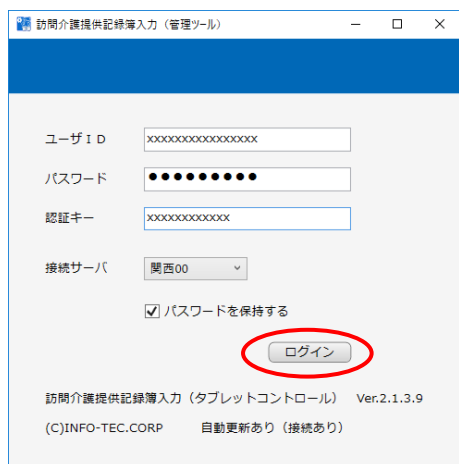 訪問介護提供記録簿入力（管理ﾂｰﾙ）
ユーザＩＤ xxxxxxxxxxxxxxxx
パスワード ●●●●●●●●●
認証キー xxxxxxxxxxxx
接続サーバ 関西00
パスワードを保持する
ログイン
訪問介護提供記録簿入力（タブレットコントロール） Ver.2.1.3.9
(C)INFO-TEC.CORP 自動更新あり（接続あり）